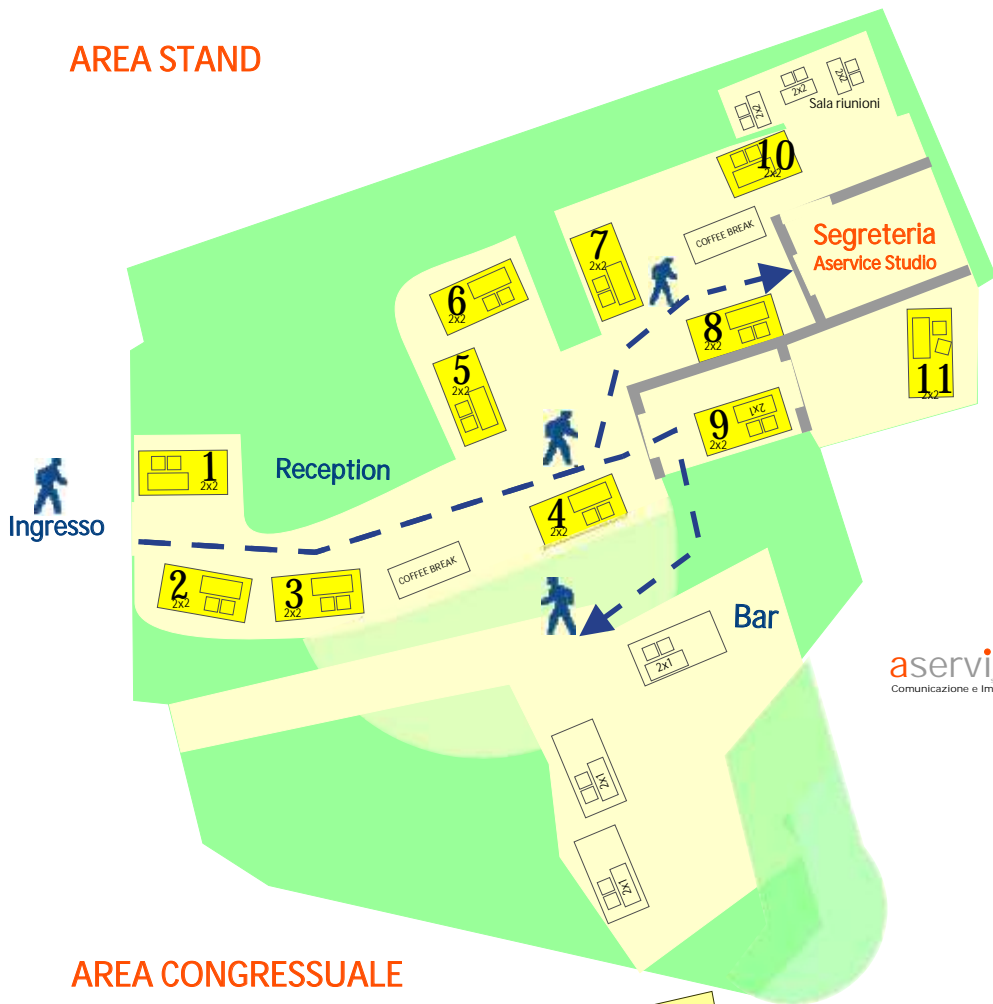 AREA STAND
2x2
2x2
2x2
Sala riunioni
10
2x2
COFFEE BREAK
Segreteria
Aservice Studio
7
2x2
6
2x2
8
2x2
5
2x2
11
2x2
9
2x1
2x2
1
2x2
Reception
Ingresso
4
2x2
COFFEE BREAK
2
2x2
3
2x2
Bar
2x1
aservi
Comunicazione e Im
2x1
2x1
AREA CONGRESSUALE